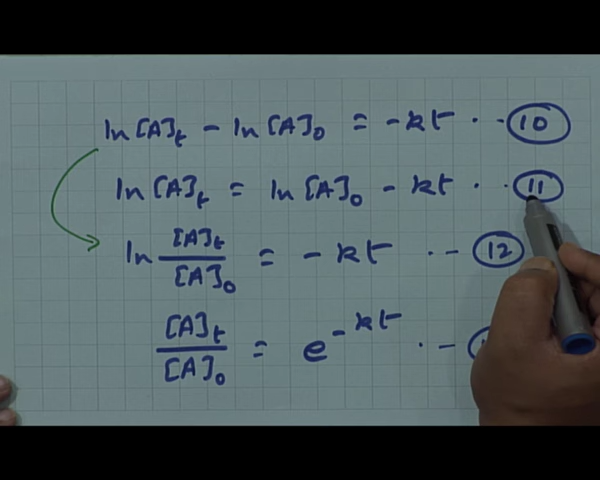 ln [A]t - ln [A]0 = -kt . . . 10
ln [A]t = ln [A]0 - kt . . . 11
ln [A]t/[A]0 = - kt . . - 12
[A]t/[A]0 = e^-kt . -